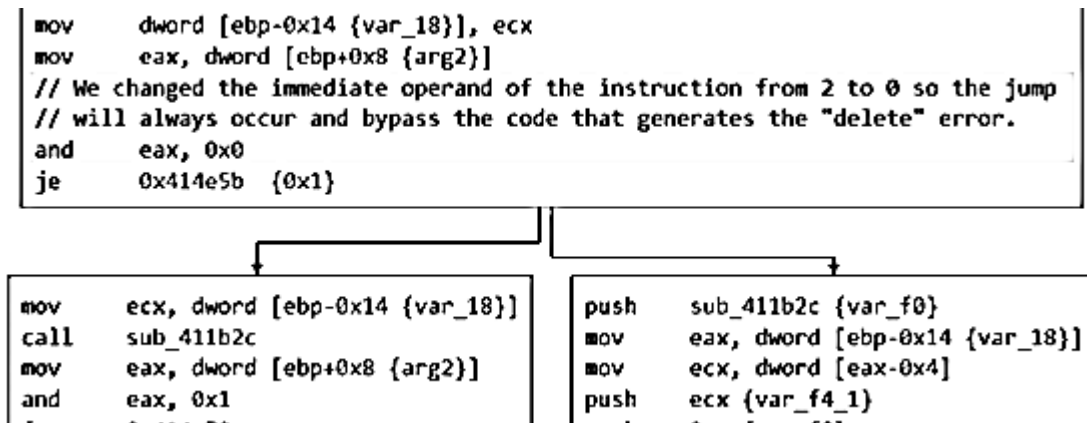 mov dword [ebp-0x14 {var_18}], ecx
mov eax, dword [ebp+0x8 {arg2}]
// We changed the immediate operand of the instruction from 2 to 0 so the jump
// will always occur and bypass the code that generates the "delete" error.
and eax, 0x0
je 0x414e5b {0x1}
mov ecx, dword [ebp-0x14 {var_18}]
call sub_411b2c
mov eax, dword [ebp+0x8 {arg2}]
and eax, 0x1
push sub_411b2c {var_f0}
mov eax, dword [ebp-0x14 {var_18}]
mov ecx, dword [eax-0x4]
push ecx {var_f4_1}